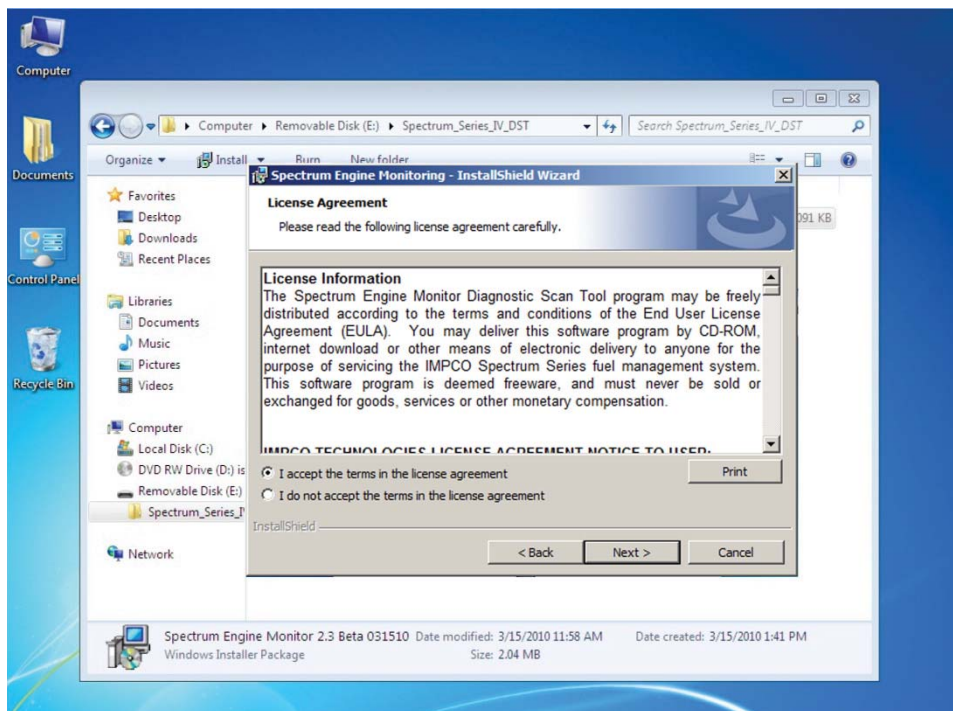 Computer
Documents
Control Panel
Recycle Bin
Computer ▸ Removable Disk (E:) ▸ Spectrum_Series_IV_DST
Search Spectrum_Series_IV_DST
Organize
Install
Burn
New folder
Favorites
Desktop
Downloads
Recent Places
Libraries
Documents
Music
Pictures
Videos
Computer
Local Disk (C:)
DVD RW Drive (D:) is
Removable Disk (E:)
Spectrum_Series_I
Network
091 KB
Spectrum Engine Monitoring - InstallShield Wizard
License Agreement
Please read the following license agreement carefully.
License Information
The Spectrum Engine Monitor Diagnostic Scan Tool program may be freely
distributed according to the terms and conditions of the End User License
Agreement (EULA). You may deliver this software program by CD-ROM,
internet download or other means of electronic delivery to anyone for the
purpose of servicing the IMPCO Spectrum Series fuel management system.
This software program is deemed freeware, and must never be sold or
exchanged for goods, services or other monetary compensation.
IMPCO TECHNOLOGIES LICENSE AGREEMENT NOTICE TO USER:
I accept the terms in the license agreement
Print
I do not accept the terms in the license agreement
InstallShield
< Back
Next >
Cancel
Spectrum Engine Monitor 2.3 Beta 031510 Date modified: 3/15/2010 11:58 AM Date created: 3/15/2010 1:41 PM
Windows Installer Package Size: 2.04 MB